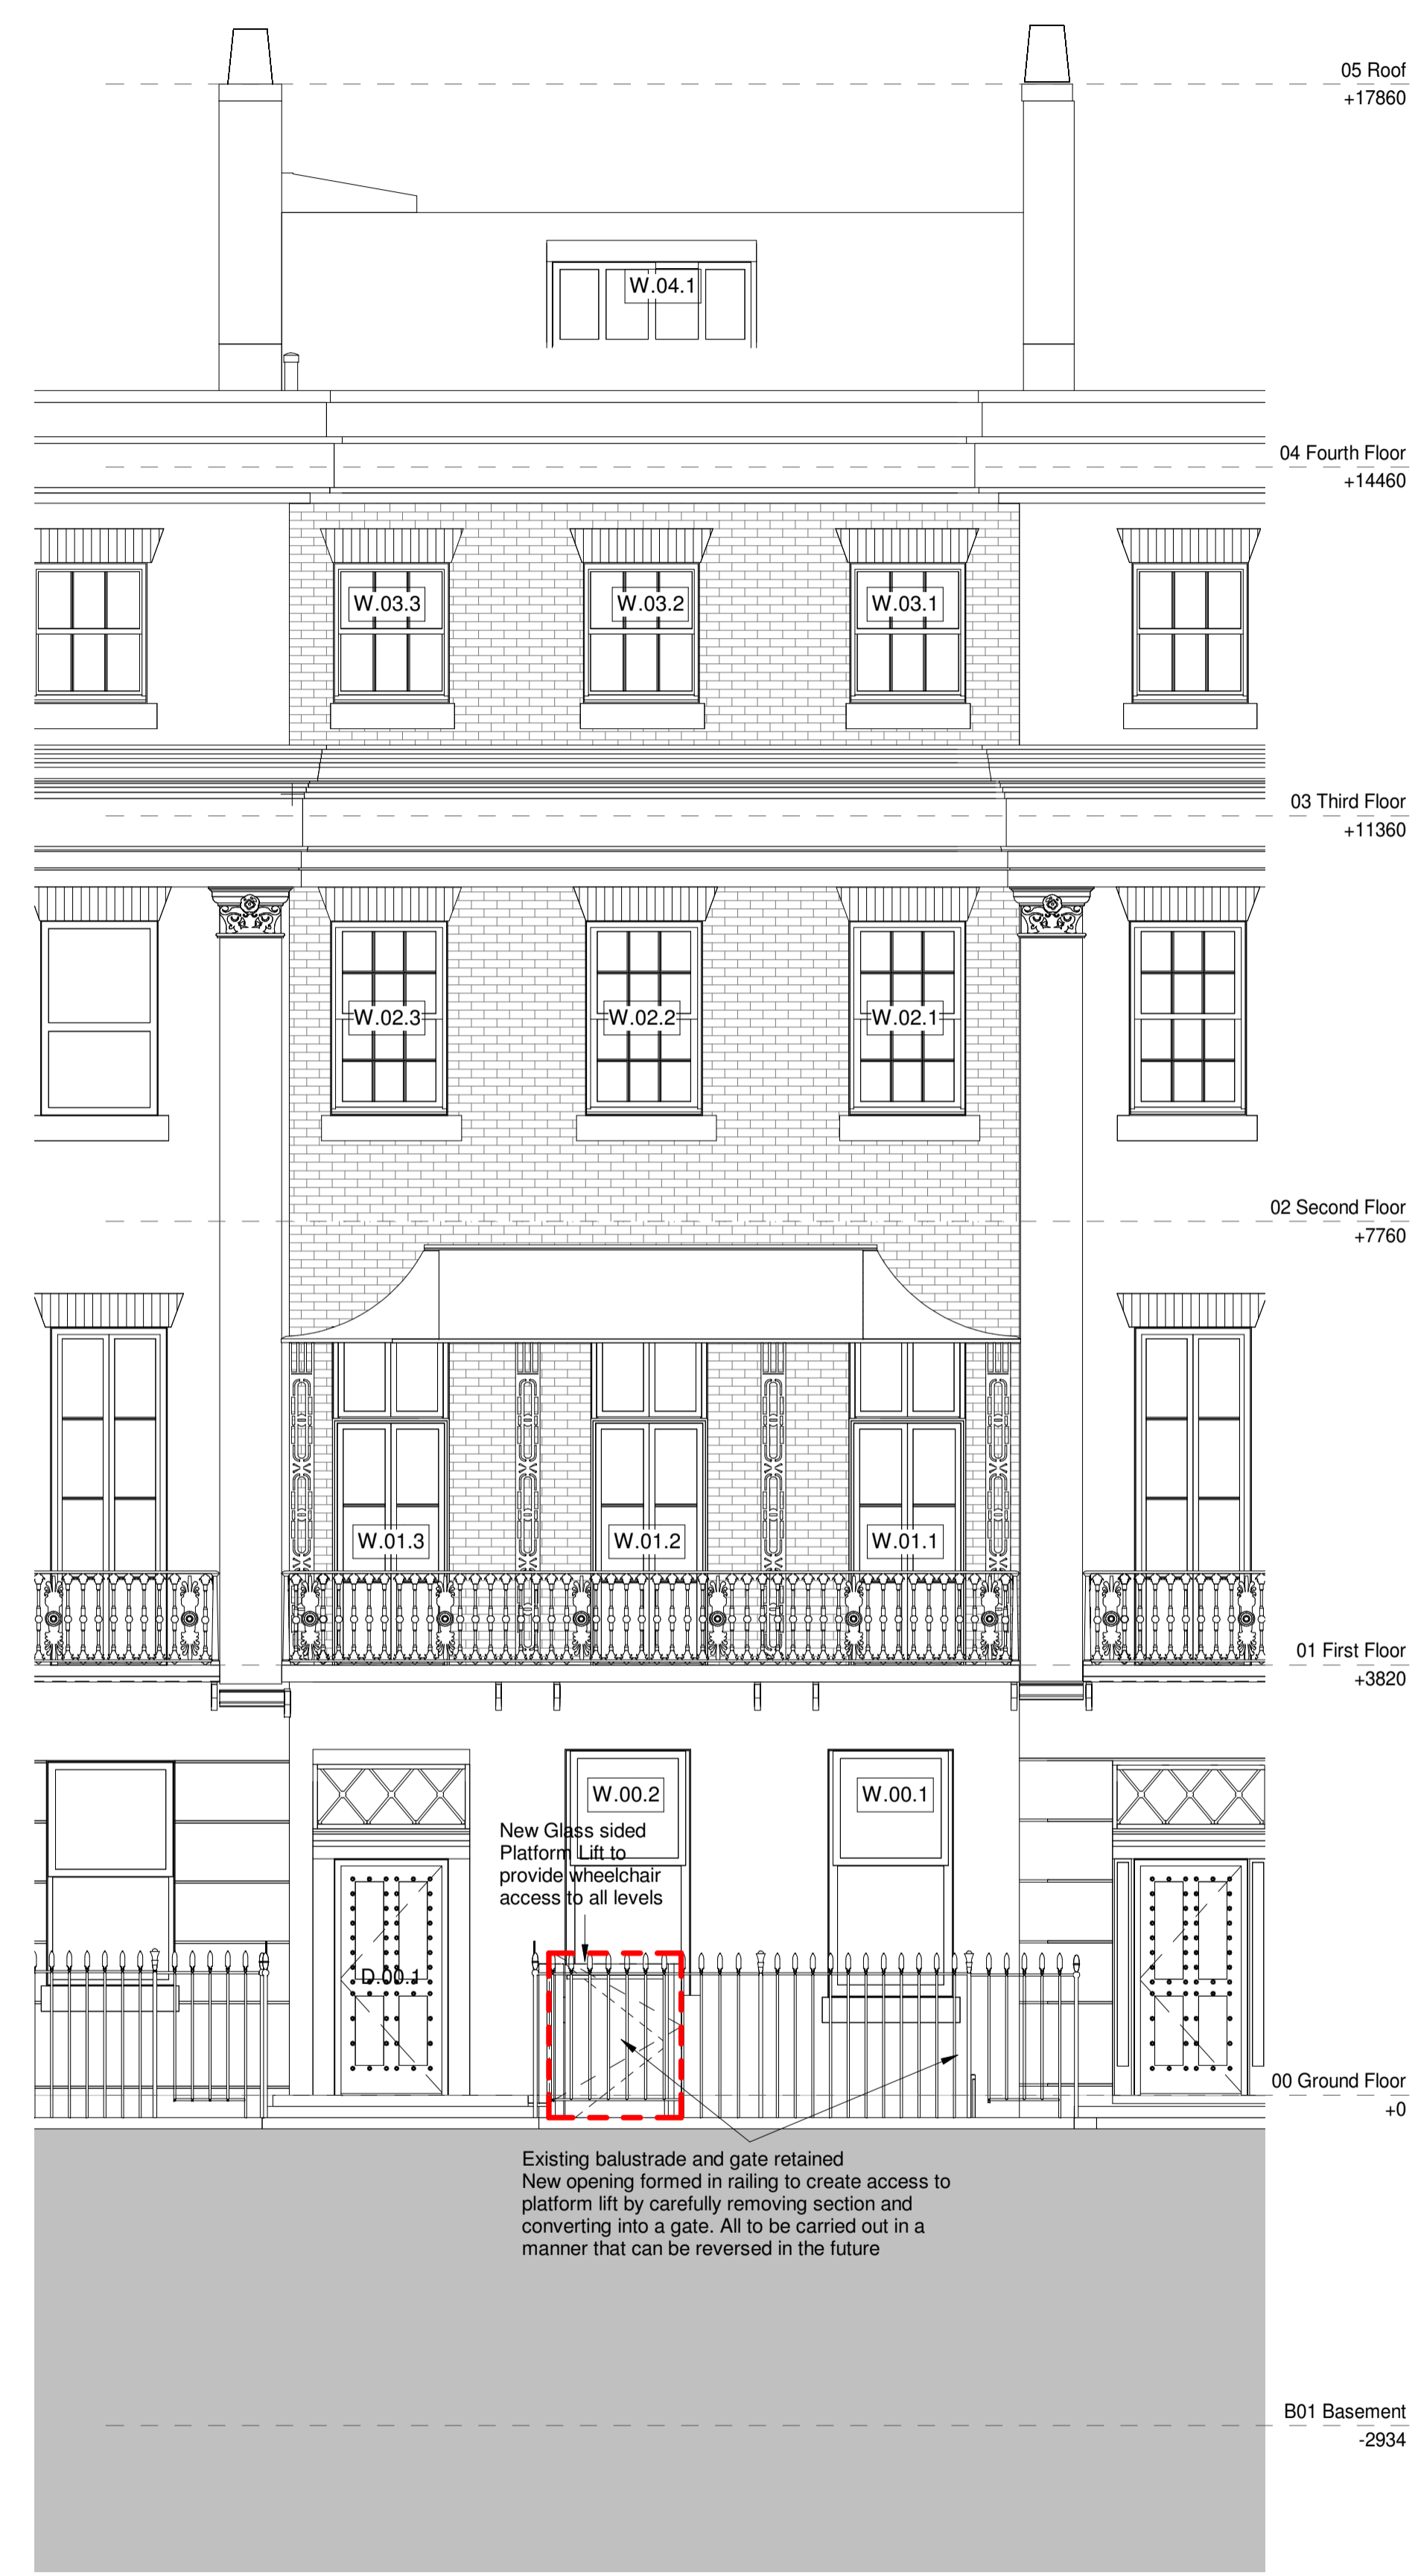 05 Roof
+17860
W.04.1
04 Fourth Floor
+14460
W.03.3
W.03.2
W.03.1
03 Third Floor
+11360
W.02.3
W.02.2
W.02.1
02 Second Floor
+7760
W.01.3
W.01.2
W.01.1
01 First Floor
+3820
W.00.2
W.00.1
New Glass sided
Platform Lift to
provide wheelchair
access to all levels
D.00.1
00 Ground Floor
+0
Existing balustrade and gate retained
New opening formed in railing to create access to
platform lift by carefully removing section and
converting into a gate. All to be carried out in a
manner that can be reversed in the future
B01 Basement
-2934